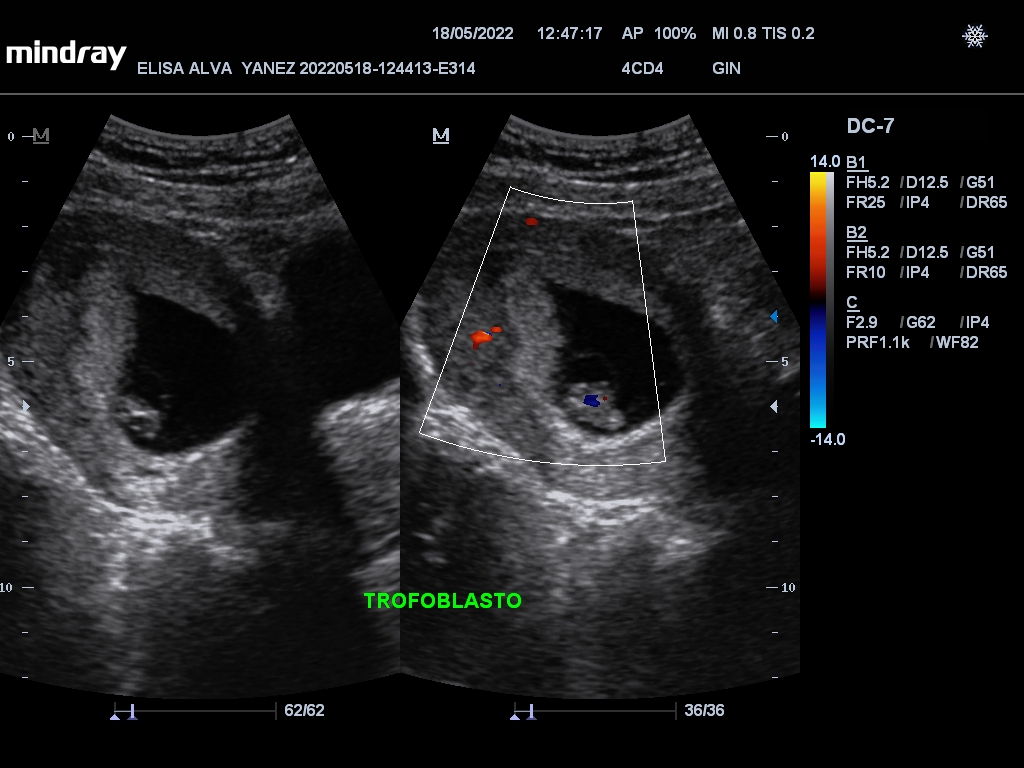 mindray
18/05/2022 12:47:17 AP 100% MI 0.8 TIS 0.2
ELISA ALVA YANEZ 20220518-124413-E314 4CD4 GIN
DC-7
M
M
0
5
10
0
5
10
14.0
-14.0
B1
FH5.2 /D12.5 /G51
FR25 /IP4 /DR65
B2
FH5.2 /D12.5 /G51
FR10 /IP4 /DR65
C
F2.9 /G62 /IP4
PRF1.1k /WF82
TROFOBLASTO
62/62
36/36